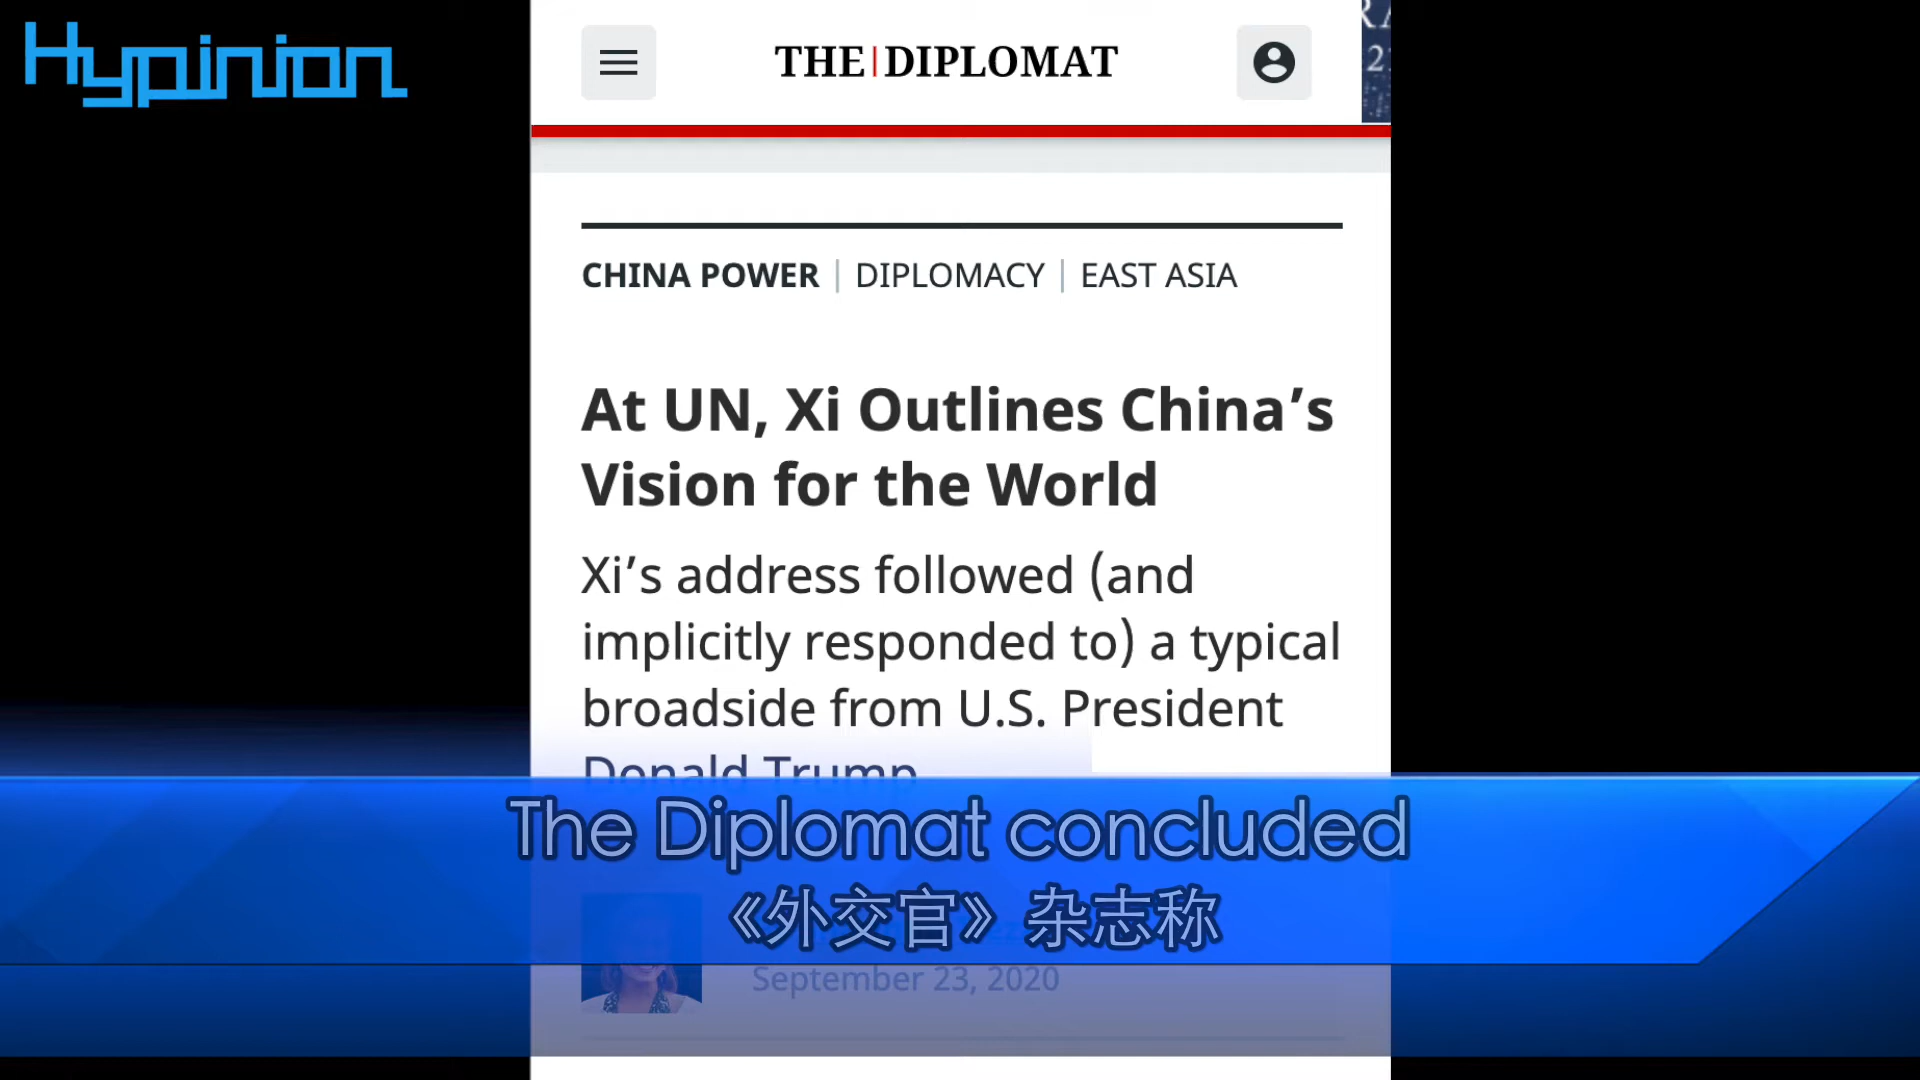 Hypinion
THE|DIPLOMAT
CHINA POWER | DIPLOMACY | EAST ASIA
At UN, Xi Outlines China’s
Vision for the World
Xi’s address followed (and
implicitly responded to) a typical
broadside from U.S. President
Donald Trump
The Diplomat concluded
《外交官》杂志称
September 23, 2020